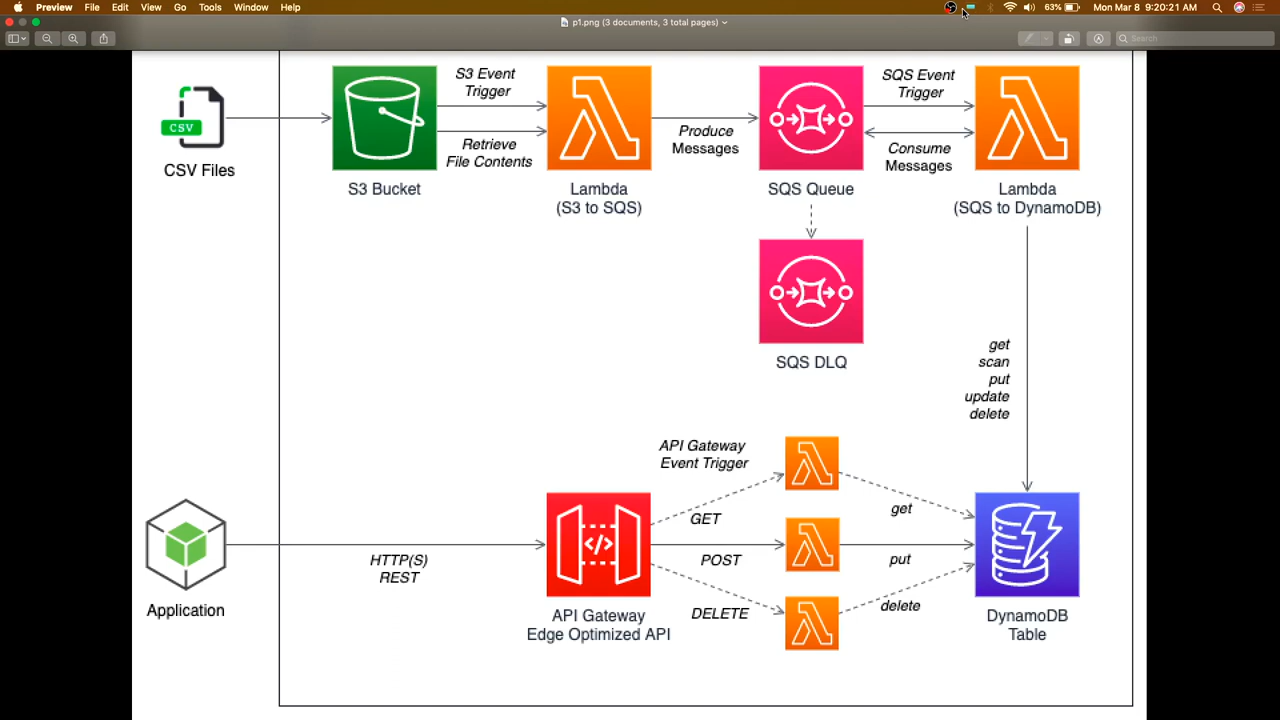 Preview File Edit View Go Tools Window Help
63% Mon Mar 8 9:20:21 AM
p1.png (3 documents, 3 total pages)
Search
CSV
CSV Files
S3 Bucket
S3 Event
Trigger
Retrieve
File Contents
Lambda
(S3 to SQS)
Produce
Messages
SQS Queue
SQS Event
Trigger
Consume
Messages
Lambda
(SQS to DynamoDB)
SQS DLQ
get
scan
put
update
delete
Application
HTTP(S)
REST
API Gateway
Edge Optimized API
API Gateway
Event Trigger
GET
POST
DELETE
get
put
delete
DynamoDB
Table